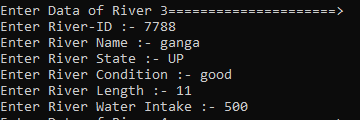 Enter Data of River 3=====================>
Enter River-ID :- 7788
Enter River Name :- ganga
Enter River State :- UP
Enter River Condition :- good
Enter River Length :- 11
Enter River Water Intake :- 500